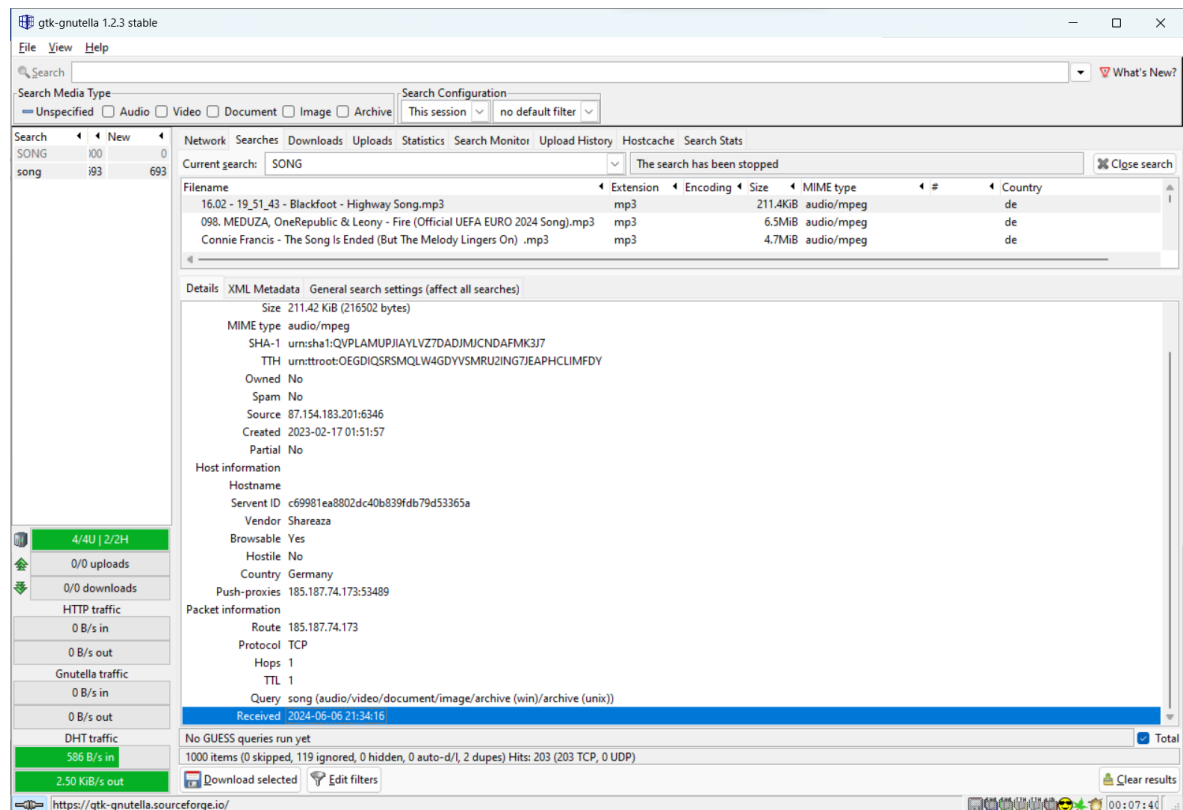 gtk-gnutella 1.2.3 stable
File View Help
Search What's New?
Search Media Type Search Configuration
Unspecified Audio Video Document Image Archive This session no default filter
Search New
SONG 000 0
song 593 693
Network Searches Downloads Uploads Statistics Search Monitor Upload History Hostcache Search Stats
Current search: SONG The search has been stopped Close search
Filename Extension Encoding Size MIME type # Country
16.02 - 19_51_43 - Blackfoot - Highway Song.mp3 mp3 211.4KiB audio/mpeg de
098. MEDUZA, OneRepublic & Leony - Fire (Official UEFA EURO 2024 Song).mp3 mp3 6.5MiB audio/mpeg de
Connie Francis - The Song Is Ended (But The Melody Lingers On) .mp3 mp3 4.7MiB audio/mpeg de
Details XML Metadata General search settings (affect all searches)
Size 211.42 KiB (216502 bytes)
MIME type audio/mpeg
SHA-1 urn:sha1:QVPLAMUPJIAYLVZ7DADJMJCNDAFMK3J7
TTH urn:ttroot:OEGDIQSRSMQLW4GDYVSMRU2ING7JEAPHCLIMFDY
Owned No
Spam No
Source 87.154.183.201:6346
Created 2023-02-17 01:51:57
Partial No
Host information
Hostname
Servent ID c69981ea8802dc40b839fdb79d53365a
Vendor Shareaza
Browsable Yes
Hostile No
Country Germany
Push-proxies 185.187.74.173:53489
Packet information
Route 185.187.74.173
Protocol TCP
Hops 1
TTL 1
Query song (audio/video/document/image/archive (win)/archive (unix))
Received 2024-06-06 21:34:16
4/4U | 2/2H
0/0 uploads
0/0 downloads
HTTP traffic
0 B/s in
0 B/s out
Gnutella traffic
0 B/s in
0 B/s out
DHT traffic
586 B/s in
2.50 KiB/s out
No GUESS queries run yet Total
1000 items (0 skipped, 119 ignored, 0 hidden, 0 auto-d/l, 2 dupes) Hits: 203 (203 TCP, 0 UDP)
Download selected Edit filters Clear results
https://gtk-gnutella.sourceforge.io/ 00:07:40